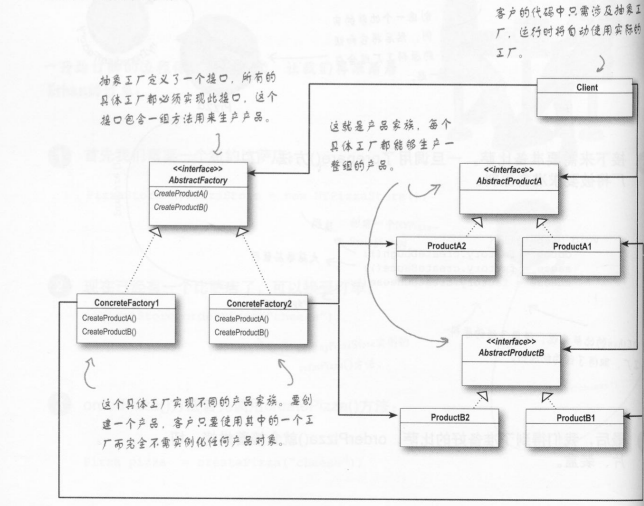 客户的代码中只需涉及抽象工
厂，运行时将自动使用实际的
工厂。
抽象工厂定义了一个接口，所有的
具体工厂都必须实现此接口，这个
接口包含一组方法用来生产产品。
Client
这就是产品家族，每个
具体工厂都能够生产一
整组的产品。
<<interface>>
AbstractFactory
CreateProductA()
CreateProductB()
<<interface>>
AbstractProductA
ProductA2
ProductA1
ConcreteFactory1
CreateProductA()
CreateProductB()
ConcreteFactory2
CreateProductA()
CreateProductB()
<<interface>>
AbstractProductB
这个具体工厂实现不同的产品家族。要创
建一个产品，客户只要使用其中的一个工
厂而完全不需实例化任何产品对象。
ProductB2
ProductB1